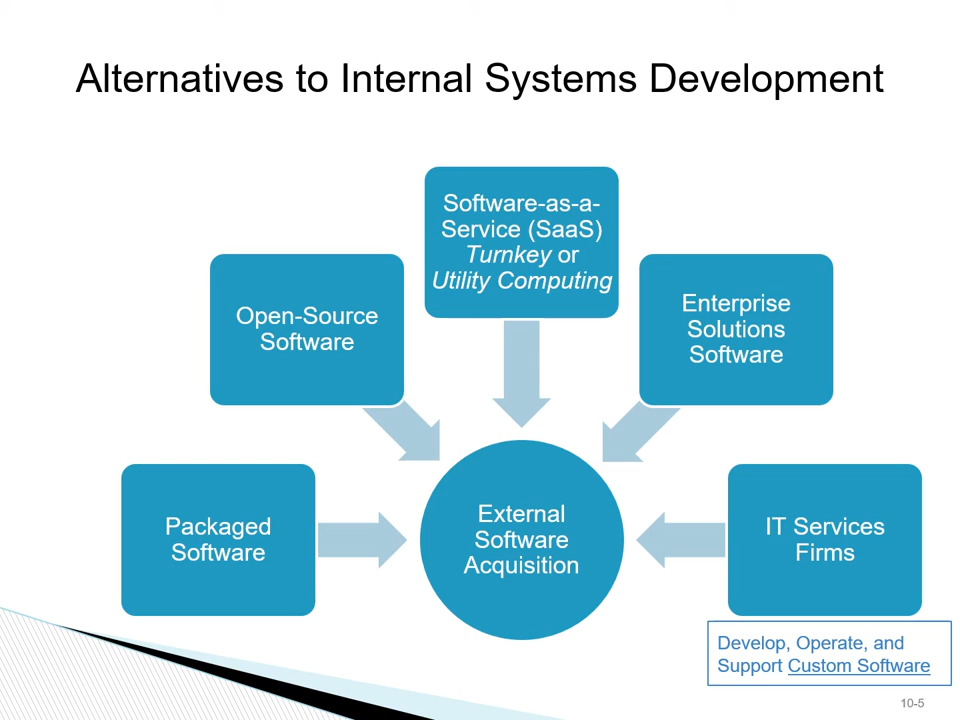 Alternatives to Internal Systems Development
Software-as-a-
Service (SaaS)
Turnkey or
Utility Computing
Open-Source
Software
Enterprise
Solutions
Software
Packaged
Software
External
Software
Acquisition
IT Services
Firms
Develop, Operate, and
Support Custom Software
10-5